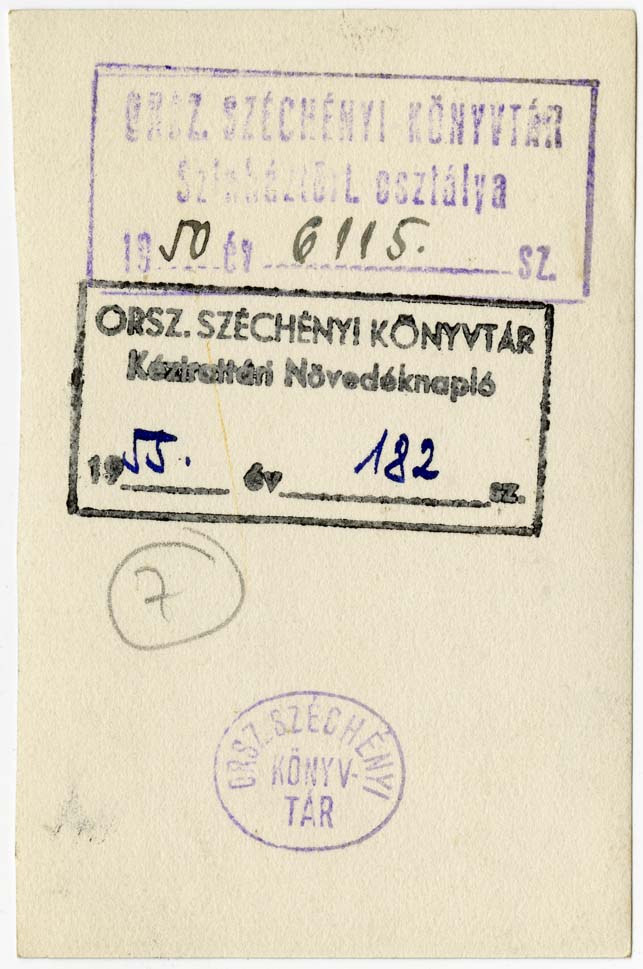 ORSZ. SZÉCHÉNYI KÖNYVTÁR
Színháztört. osztálya
1950 év 6115. sz.
ORSZ. SZÉCHÉNYI KÖNYVTÁR
Kézirattári Növedéknapló
1955. év 182 sz.
7
ORSZ. SZÉCHÉNYI
KÖNYV-
TÁR